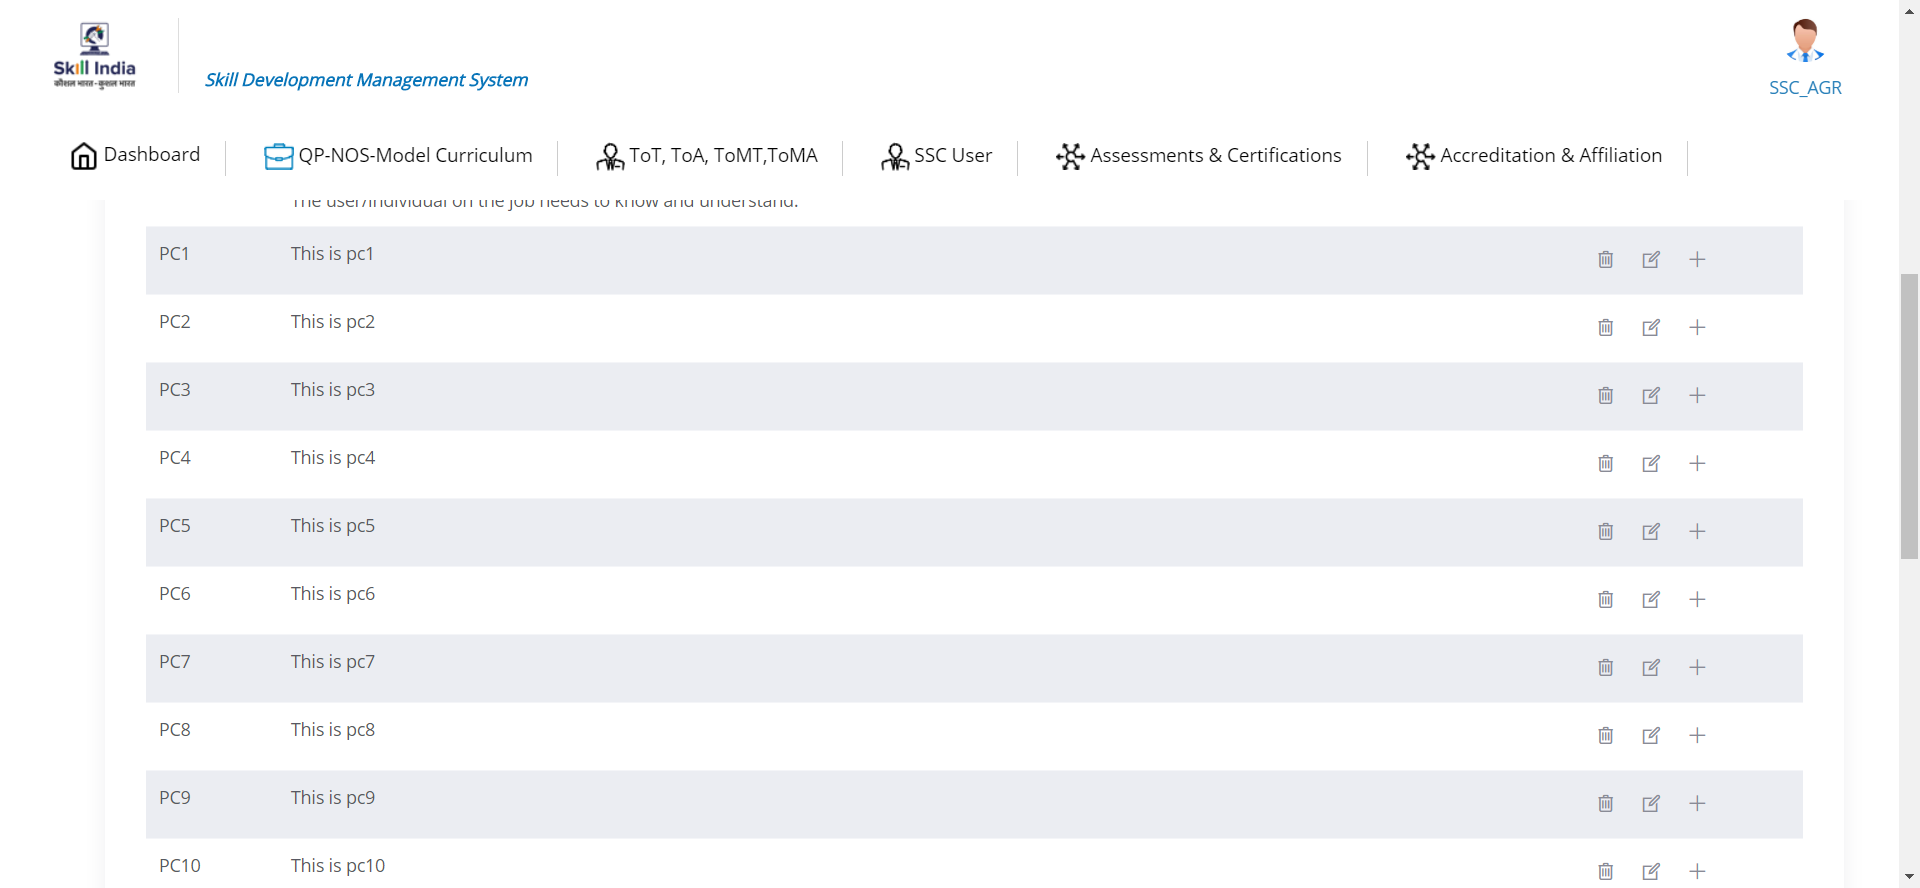 Skill India
कौशल भारत - कुशल भारत
Skill Development Management System
SSC_AGR
Dashboard
QP-NOS-Model Curriculum
ToT, ToA, ToMT,ToMA
SSC User
Assessments & Certifications
Accreditation & Affiliation
The user/individual on the job needs to know and understand:
PC1 This is pc1
PC2 This is pc2
PC3 This is pc3
PC4 This is pc4
PC5 This is pc5
PC6 This is pc6
PC7 This is pc7
PC8 This is pc8
PC9 This is pc9
PC10 This is pc10